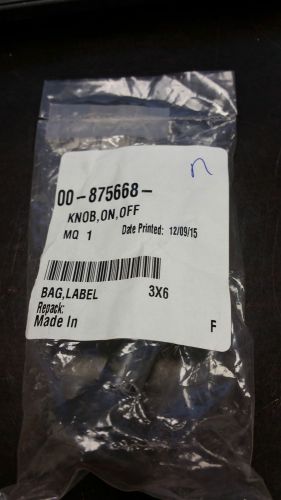 n
00-875668-
KNOB,ON,OFF
MQ 1 Date Printed: 12/09/15
BAG,LABEL 3X6
Repack:
Made In F